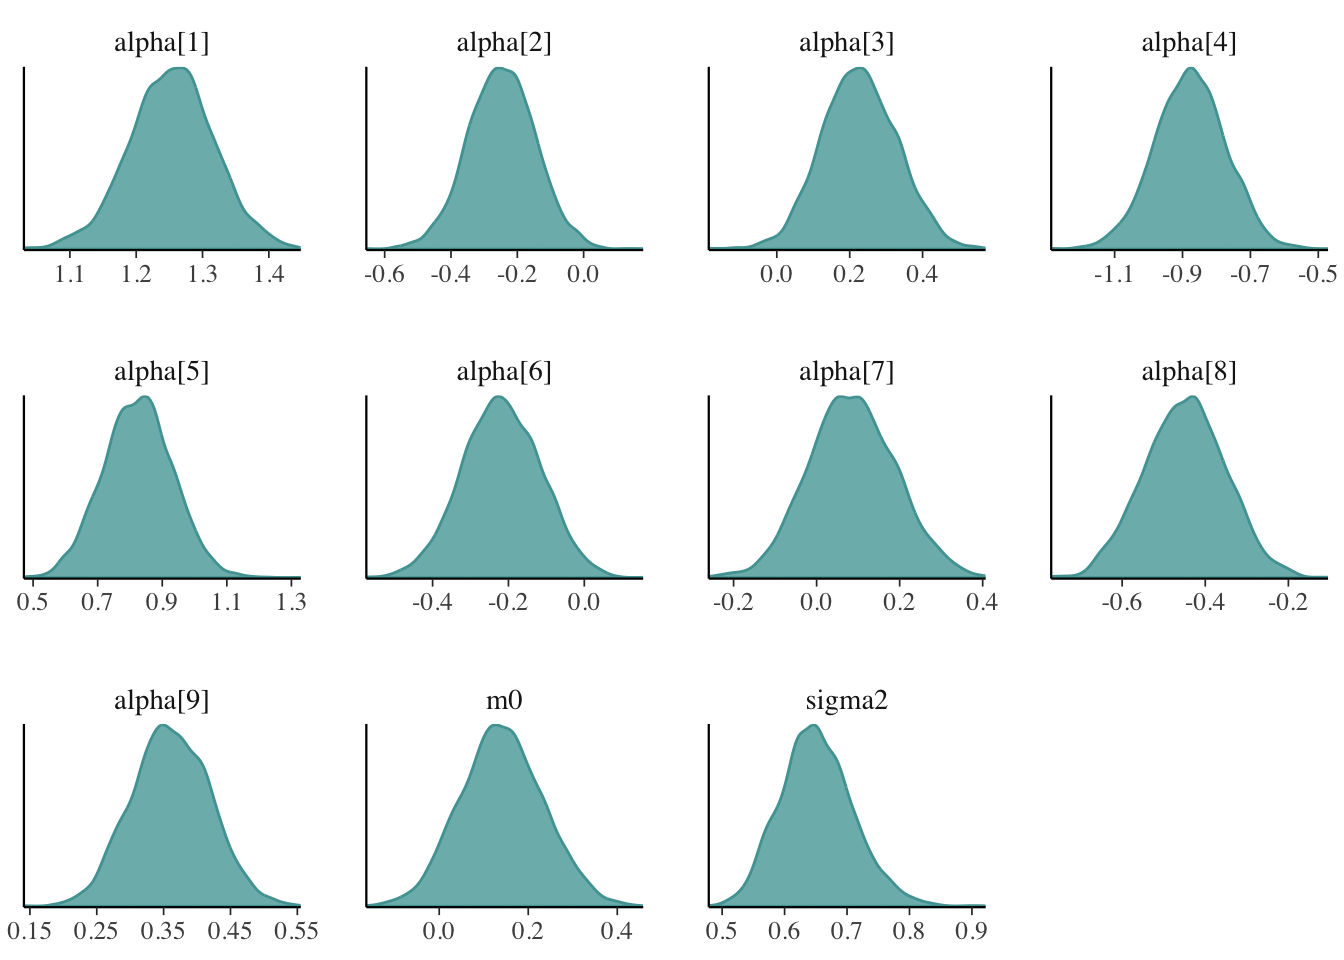 alpha[1] alpha[2] alpha[3] alpha[4]
1.1 1.2 1.3 1.4 -0.6 -0.4 -0.2 0.0 0.0 0.2 0.4 -1.1 -0.9 -0.7 -0.5
alpha[5] alpha[6] alpha[7] alpha[8]
0.5 0.7 0.9 1.1 1.3 -0.4 -0.2 0.0 -0.2 0.0 0.2 0.4 -0.6 -0.4 -0.2
alpha[9] m0 sigma2
0.15 0.25 0.35 0.45 0.55 0.0 0.2 0.4 0.5 0.6 0.7 0.8 0.9